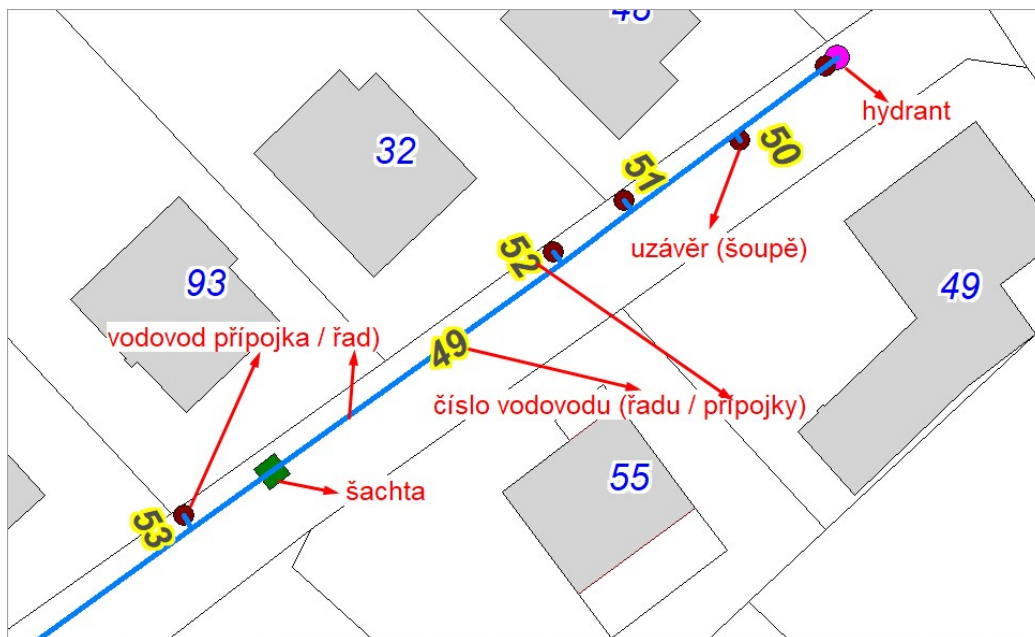 48
hydrant
32
50
51
uzávěr (šoupě)
52
93
49
vodovod přípojka / řad)
49
číslo vodovodu (řadu / přípojky)
55
šachta
53